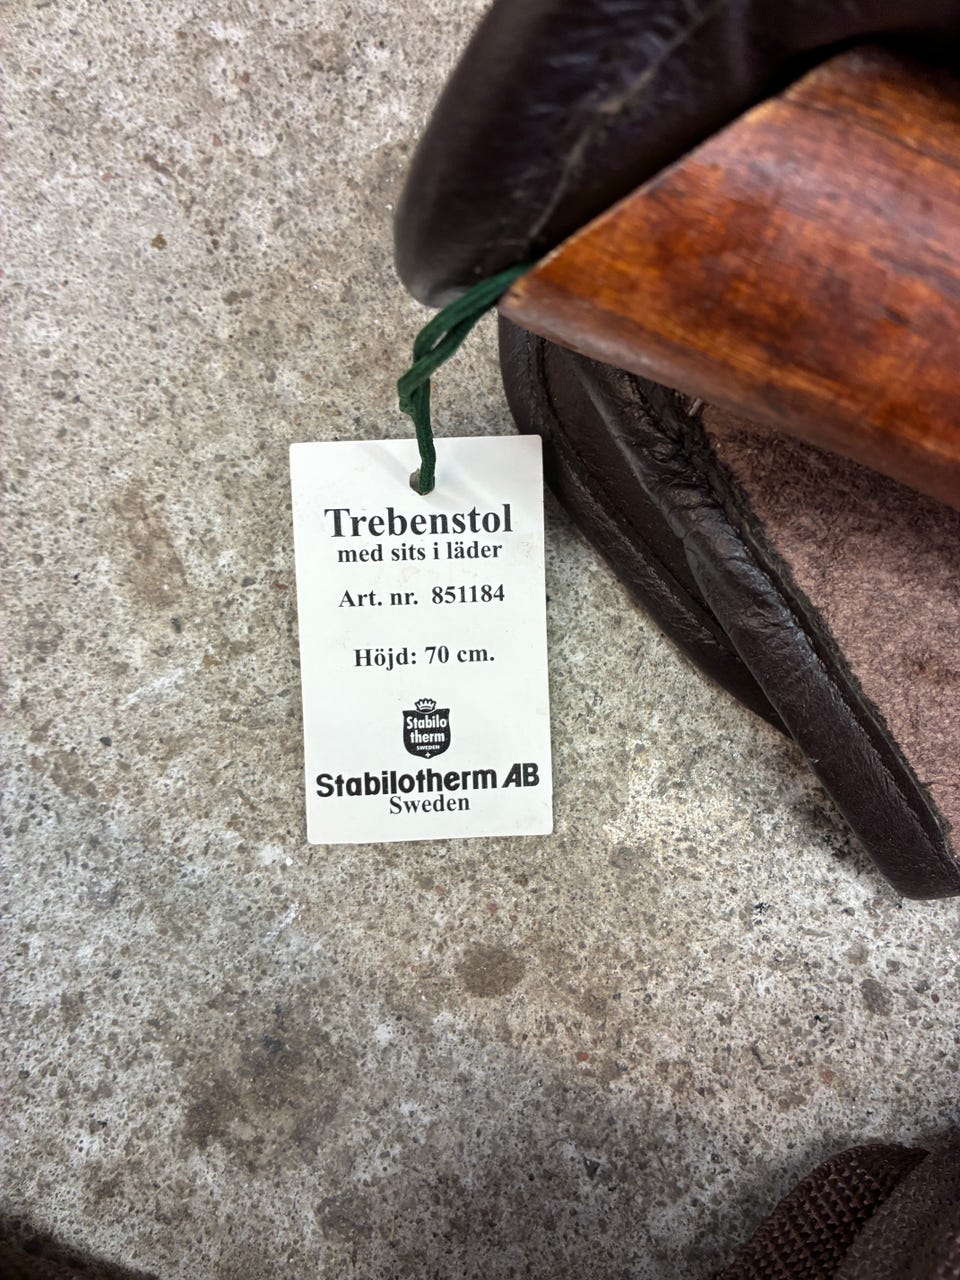 Trebenstol
med sits i läder
Art. nr. 851184
Höjd: 70 cm.
Stabilo
therm
SWEDEN
Stabilotherm AB
Sweden